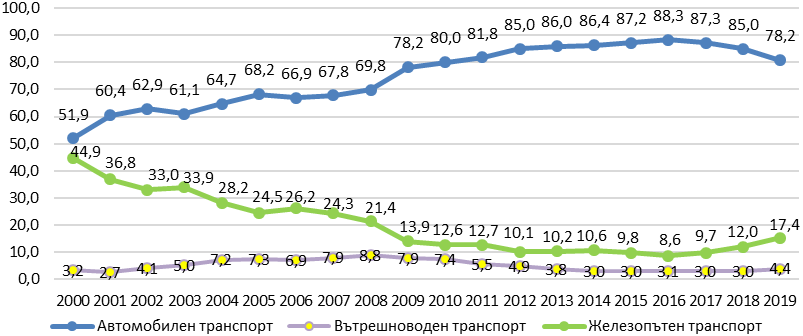 100,0
90,0
80,0
70,0
60,0
50,0
40,0
30,0
20,0
10,0
0,0
51,9 60,4 62,9 61,1 64,7 68,2 66,9 67,8 69,8 78,2 80,0 81,8 85,0 86,0 86,4 87,2 88,3 87,3 85,0 78,2
44,9 36,8 33,0 33,9 28,2 24,5 26,2 24,3 21,4 13,9 12,6 12,7 10,1 10,2 10,6 9,8 8,6 9,7 12,0 17,4
3,2 2,7 4,1 5,0 7,2 7,3 6,9 7,9 8,8 7,9 7,4 5,5 4,9 3,8 3,0 3,0 3,1 3,0 3,0 4,4
2000 2001 2002 2003 2004 2005 2006 2007 2008 2009 2010 2011 2012 2013 2014 2015 2016 2017 2018 2019
Автомобилен транспорт Вътрешноводен транспорт Железопътен транспорт